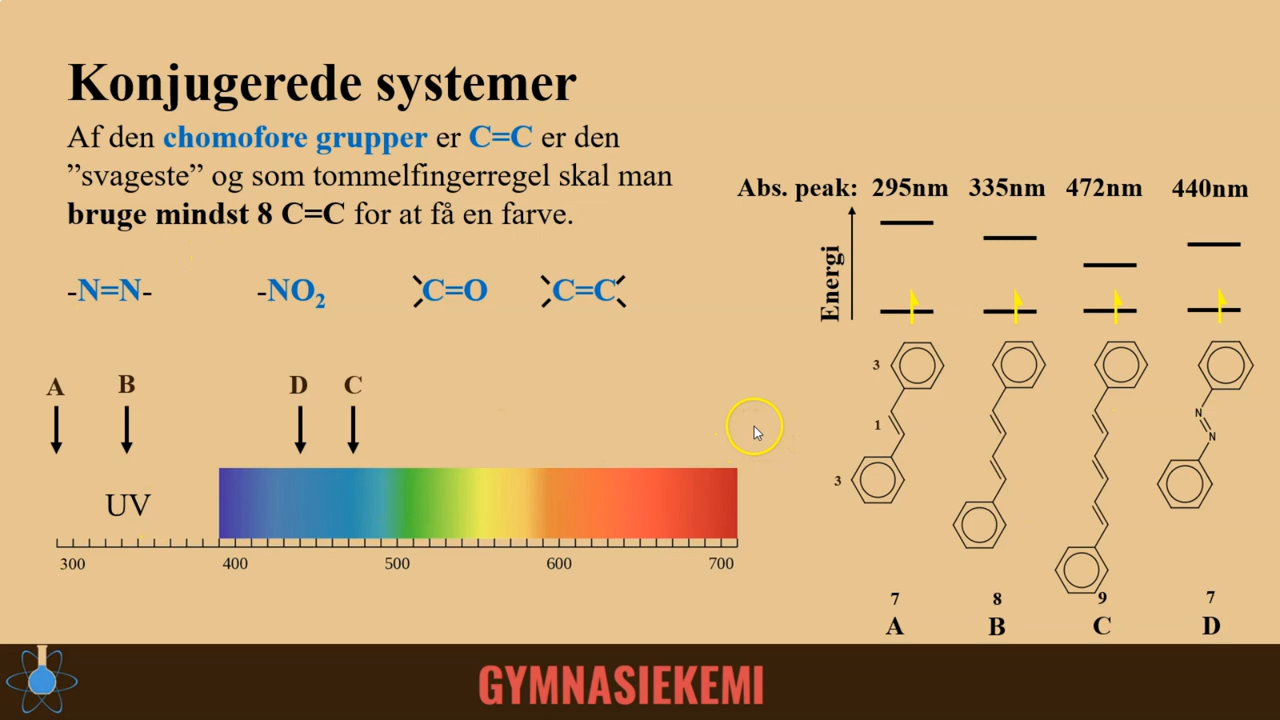 Konjugerede systemer
Af den chomofore grupper er C=C er den
”svageste” og som tommelfingerregel skal man
bruge mindst 8 C=C for at få en farve.
-N=N- -NO₂ C=O C=C
Abs. peak: 295nm 335nm 472nm 440nm
Energi
A B D C
UV
300 400 500 600 700
3
1
3
N
N
7 8 9 7
A B C D
GYMNASIEKEMI